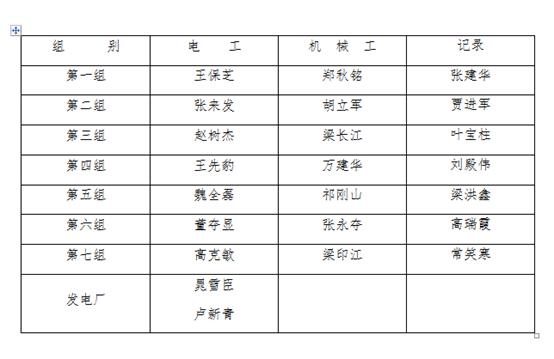 组 别 电 工 机 械 工 记录
第一组 王保芝 郑秋铭 张建华
第二组 张来发 胡立军 贾进军
第三组 赵树杰 梁长江 叶宝柱
第四组 王先豹 万建华 刘殿伟
第五组 魏全磊 祁刚山 梁洪鑫
第六组 董存显 张永存 高瑞霞
第七组 高克敏 梁印江 常笑寒
发电厂 晁雪臣
卢新青